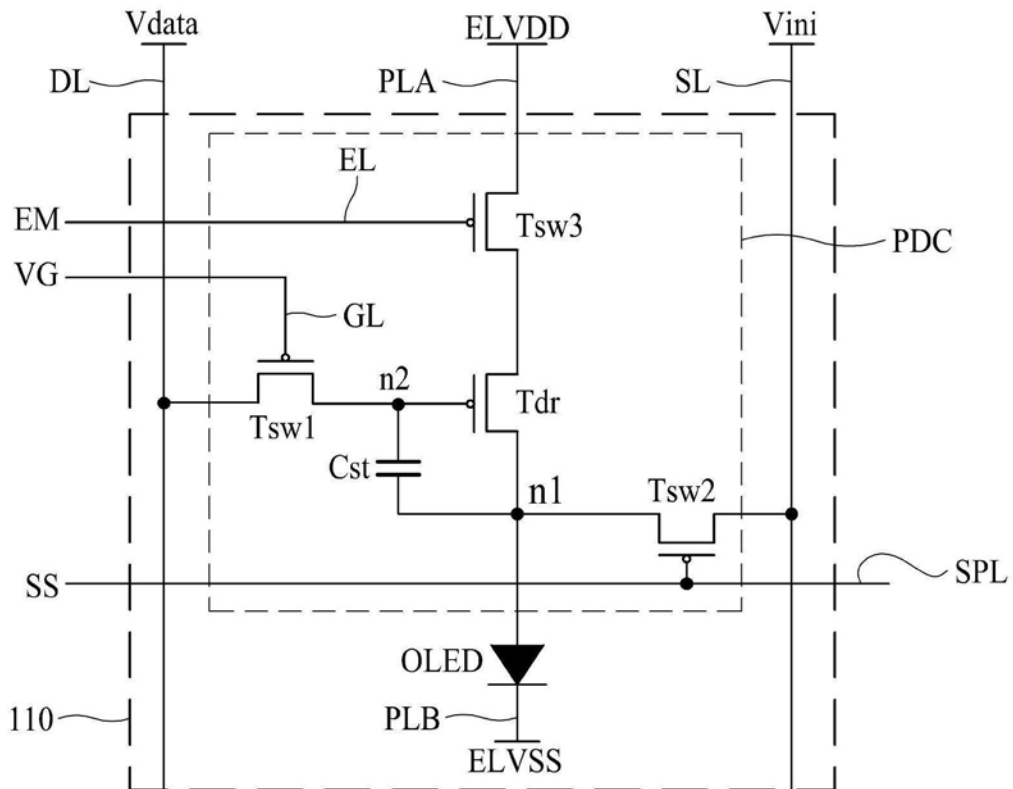 Vdata
ELVDD
Vini
DL
PLA
SL
EL
EM
Tsw3
PDC
VG
GL
n2
Tdr
Tsw1
Cst
n1
Tsw2
SS
SPL
OLED
110
PLB
ELVSS